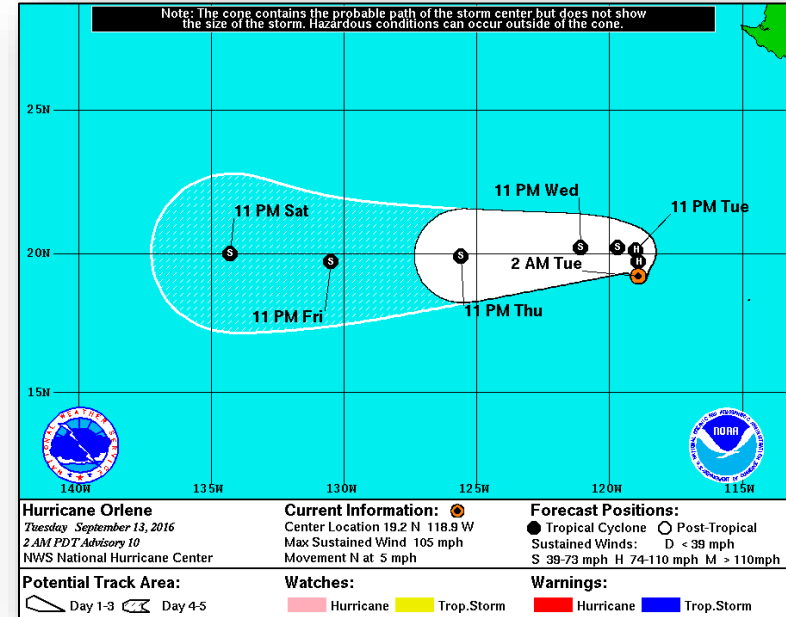 Note: The cone contains the probable path of the storm center but does not show
the size of the storm. Hazardous conditions can occur outside of the cone.
25N
11 PM Wed
11 PM Sat
11 PM Tue
20N
S
S
S
S
S
H
H
2 AM Tue
11 PM Fri
11 PM Thu
15N
NATIONAL WEATHER SERVICE
NOAA
140W
135W
130W
125W
120W
115W
Hurricane Orlene
Tuesday September 13, 2016
2 AM PDT Advisory 10
NWS National Hurricane Center
Current Information:
Center Location 19.2 N 118.9 W
Max Sustained Wind 105 mph
Movement N at 5 mph
Forecast Positions:
Tropical Cyclone Post-Tropical
Sustained Winds: D < 39 mph
S 39-73 mph H 74-110 mph M > 110mph
Potential Track Area:
Day 1-3 Day 4-5
Watches:
Hurricane Trop.Storm
Warnings:
Hurricane Trop.Storm